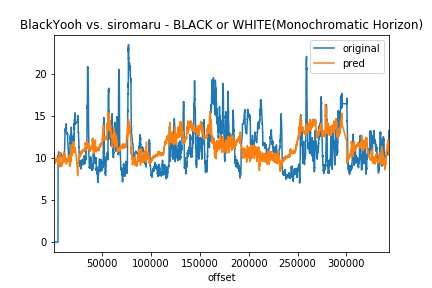 BlackYooh vs. siromaru - BLACK or WHITE(Monochromatic Horizon)
original
pred
20
15
10
5
0
50000 100000 150000 200000 250000 300000
offset